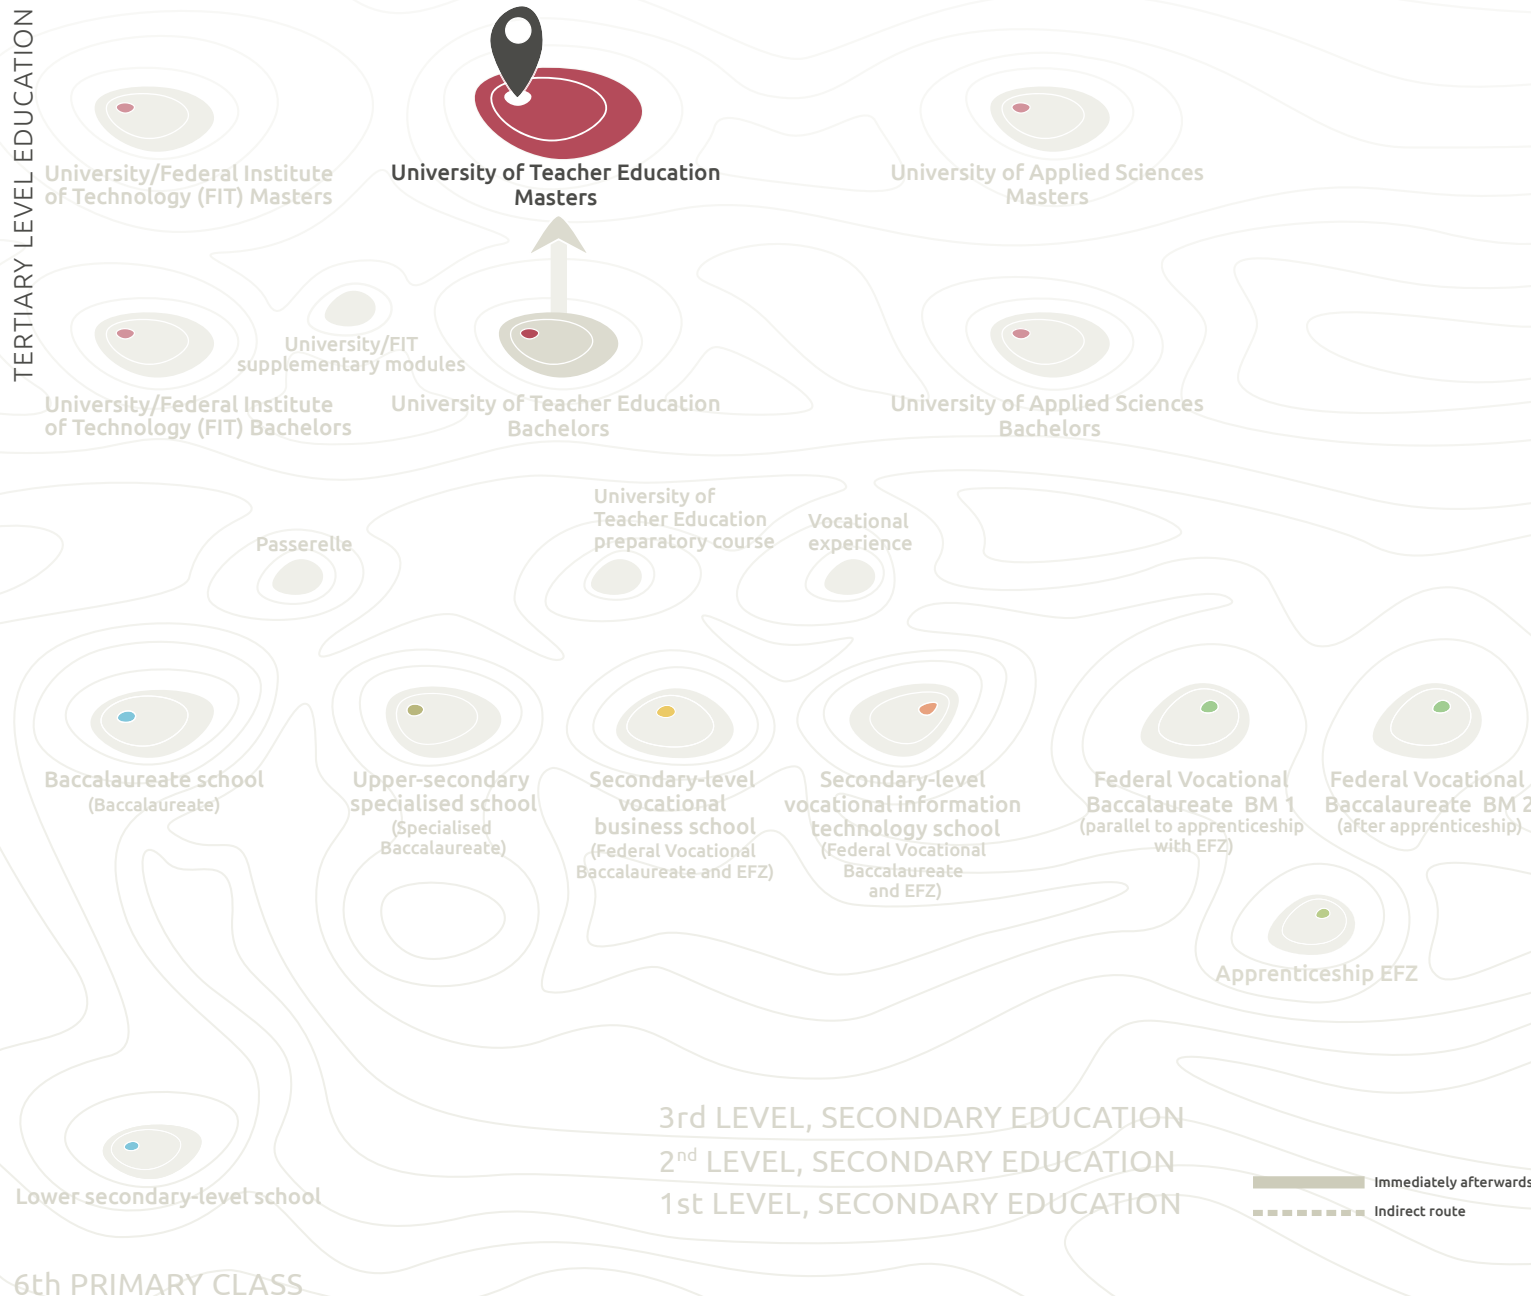 TERTIARY LEVEL EDUCATION
University/Federal Institute
of Technology (FIT) Masters
University of Teacher Education
Masters
University of Applied Sciences
Masters
University/FIT
supplementary modules
University/Federal Institute
of Technology (FIT) Bachelors
University of Teacher Education
Bachelors
University of Applied Sciences
Bachelors
Passerelle
University of
Teacher Education
preparatory course
Vocational
experience
Baccalaureate school
(Baccalaureate)
Upper-secondary
specialised school
(Specialised
Baccalaureate)
Secondary-level
vocational
business school
(Federal Vocational
Baccalaureate and EFZ)
Secondary-level
vocational information
technology school
(Federal Vocational
Baccalaureate
and EFZ)
Federal Vocational
Baccalaureate BM 1
(parallel to apprenticeship
with EFZ)
Federal Vocational
Baccalaureate BM 2
(after apprenticeship)
Apprenticeship EFZ
3rd LEVEL, SECONDARY EDUCATION
2nd LEVEL, SECONDARY EDUCATION
1st LEVEL, SECONDARY EDUCATION
Immediately afterwards
Indirect route
Lower secondary-level school
6th PRIMARY CLASS